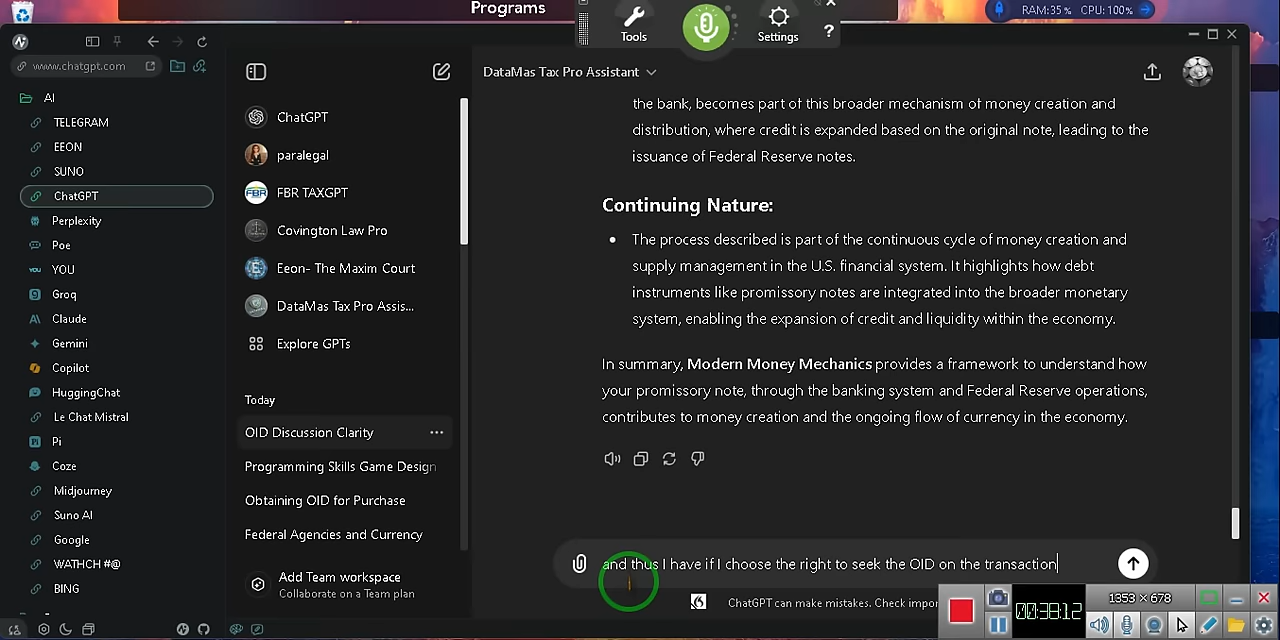 Programs
RAM:35% CPU:100%
Tools
Settings
?
www.chatgpt.com
AI
TELEGRAM
EEON
SUNO
ChatGPT
Perplexity
Poe
YOU
Groq
Claude
Gemini
Copilot
HuggingChat
Le Chat Mistral
Pi
Coze
Midjourney
Suno AI
Google
WATHCH #@
BING
ChatGPT
paralegal
FBR TAXGPT
Covington Law Pro
Eeon- The Maxim Court
DataMas Tax Pro Assis...
Explore GPTs
Today
OID Discussion Clarity
Programming Skills Game Design
Obtaining OID for Purchase
Federal Agencies and Currency
Add Team workspace
Collaborate on a Team plan
DataMas Tax Pro Assistant
the bank, becomes part of this broader mechanism of money creation and
distribution, where credit is expanded based on the original note, leading to the
issuance of Federal Reserve notes.
Continuing Nature:
• The process described is part of the continuous cycle of money creation and
supply management in the U.S. financial system. It highlights how debt
instruments like promissory notes are integrated into the broader monetary
system, enabling the expansion of credit and liquidity within the economy.
In summary, Modern Money Mechanics provides a framework to understand how
your promissory note, through the banking system and Federal Reserve operations,
contributes to money creation and the ongoing flow of currency in the economy.
and thus I have if I choose the right to seek the OID on the transaction
ChatGPT can make mistakes. Check impor
1353 × 678
00:38:12